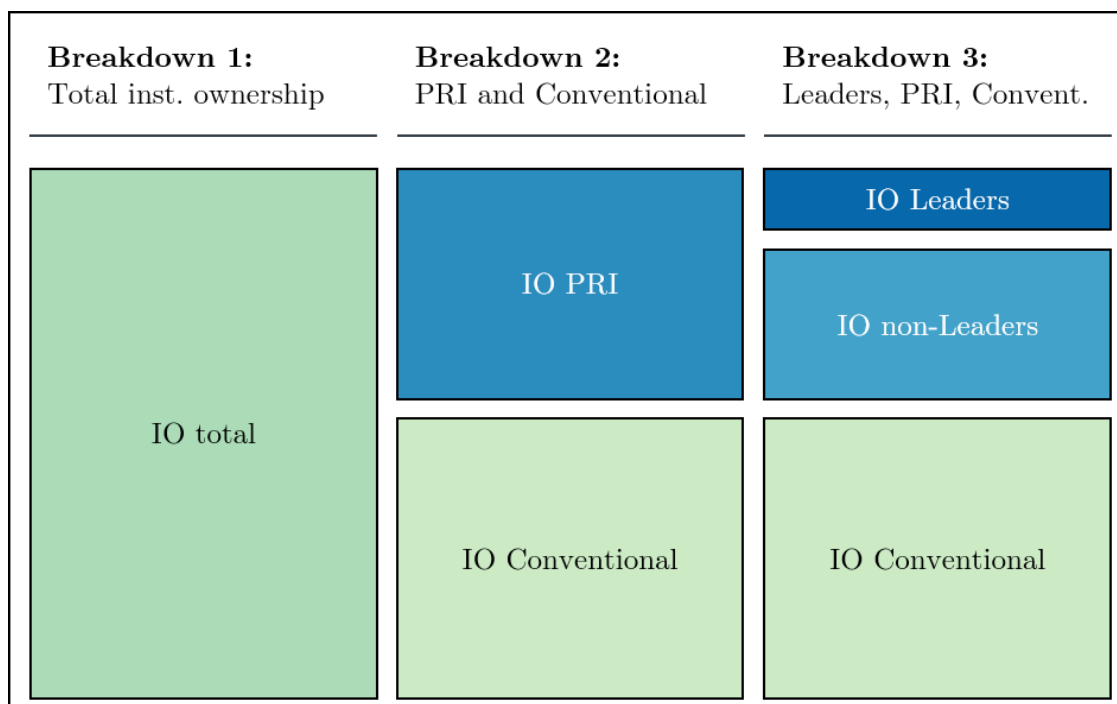 Breakdown 1:
Total inst. ownership
Breakdown 2:
PRI and Conventional
Breakdown 3:
Leaders, PRI, Convent.
IO total
IO PRI
IO Conventional
IO Leaders
IO non-Leaders
IO Conventional